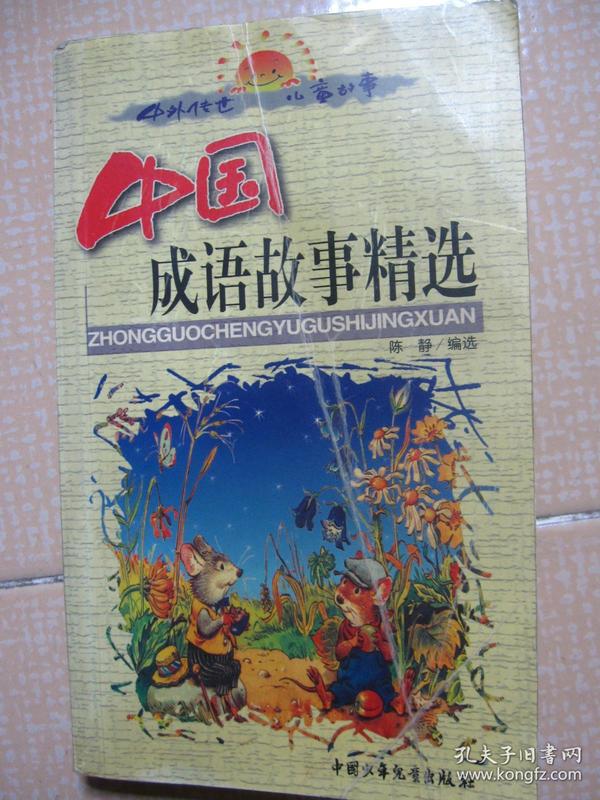 中外传世 儿童故事
中国
成语故事精选
ZHONGGUOCHENGYUGUSHIJINGXUAN
陈 静/编选
中国少年儿童出版社
孔夫子旧书网
www.kongfz.com